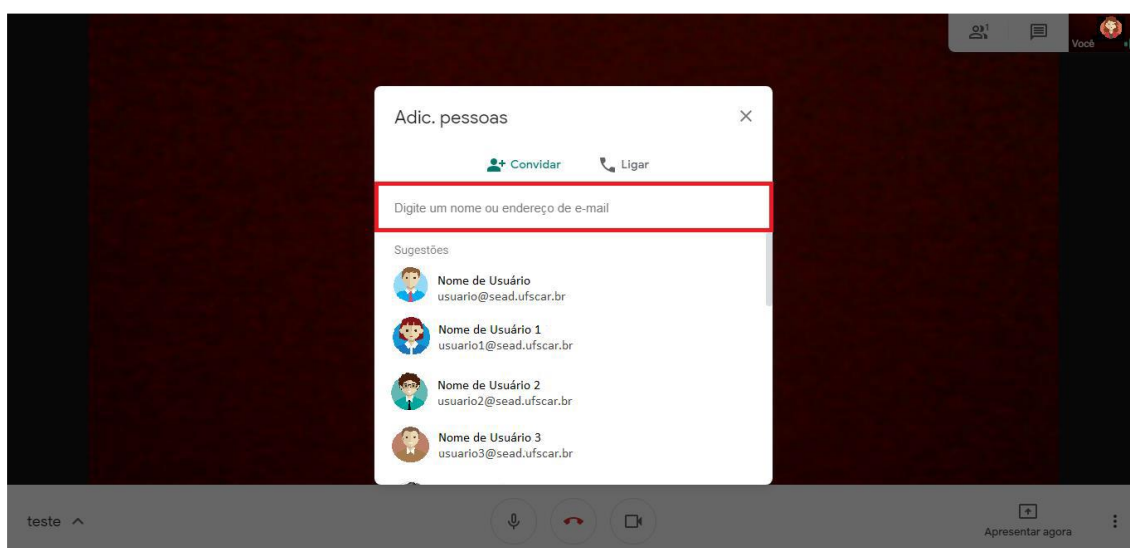 1
Você
Adic. pessoas
Convidar
Ligar
Digite um nome ou endereço de e-mail
Sugestões
Nome de Usuário
usuario@sead.ufscar.br
Nome de Usuário 1
usuario1@sead.ufscar.br
Nome de Usuário 2
usuario2@sead.ufscar.br
Nome de Usuário 3
usuario3@sead.ufscar.br
teste
Apresentar agora